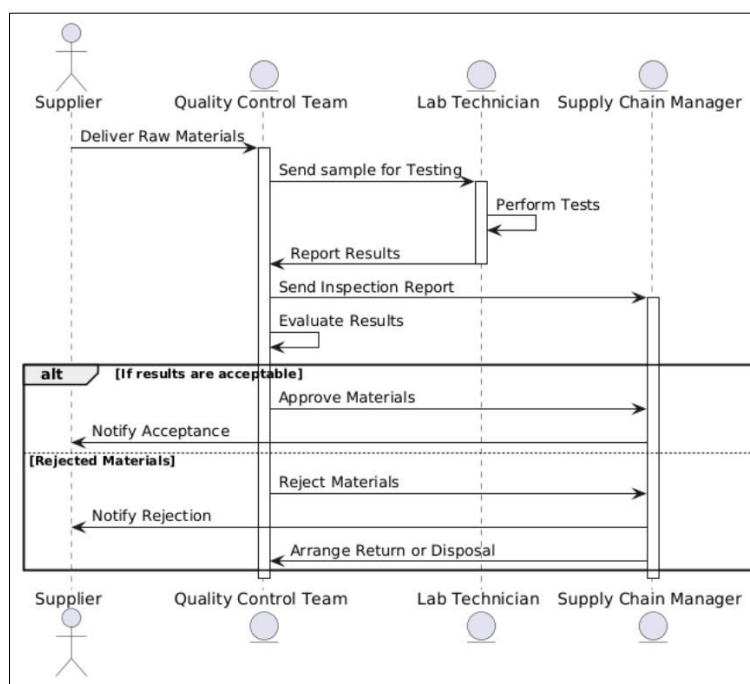 Supplier
Quality Control Team
Lab Technician
Supply Chain Manager
Deliver Raw Materials
Send sample for Testing
Perform Tests
Report Results
Send Inspection Report
Evaluate Results
alt [If results are acceptable]
Approve Materials
Notify Acceptance
[Rejected Materials]
Reject Materials
Notify Rejection
Arrange Return or Disposal
Supplier
Quality Control Team
Lab Technician
Supply Chain Manager